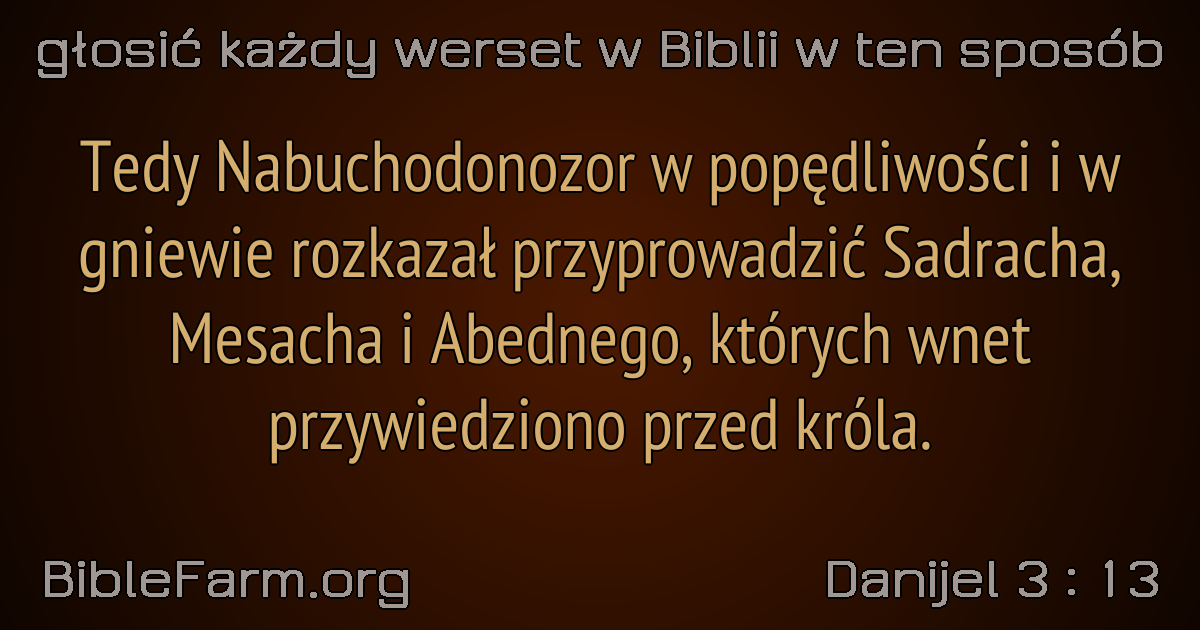 głosić każdy werset w Biblii w ten sposób
Tedy Nabuchodonozor w popędliwości i w
gniewie rozkazał przyprowadzić Sadracha,
Mesacha i Abednego, których wnet
przywiedziono przed króla.
BibleFarm.org
Danijel 3 : 13